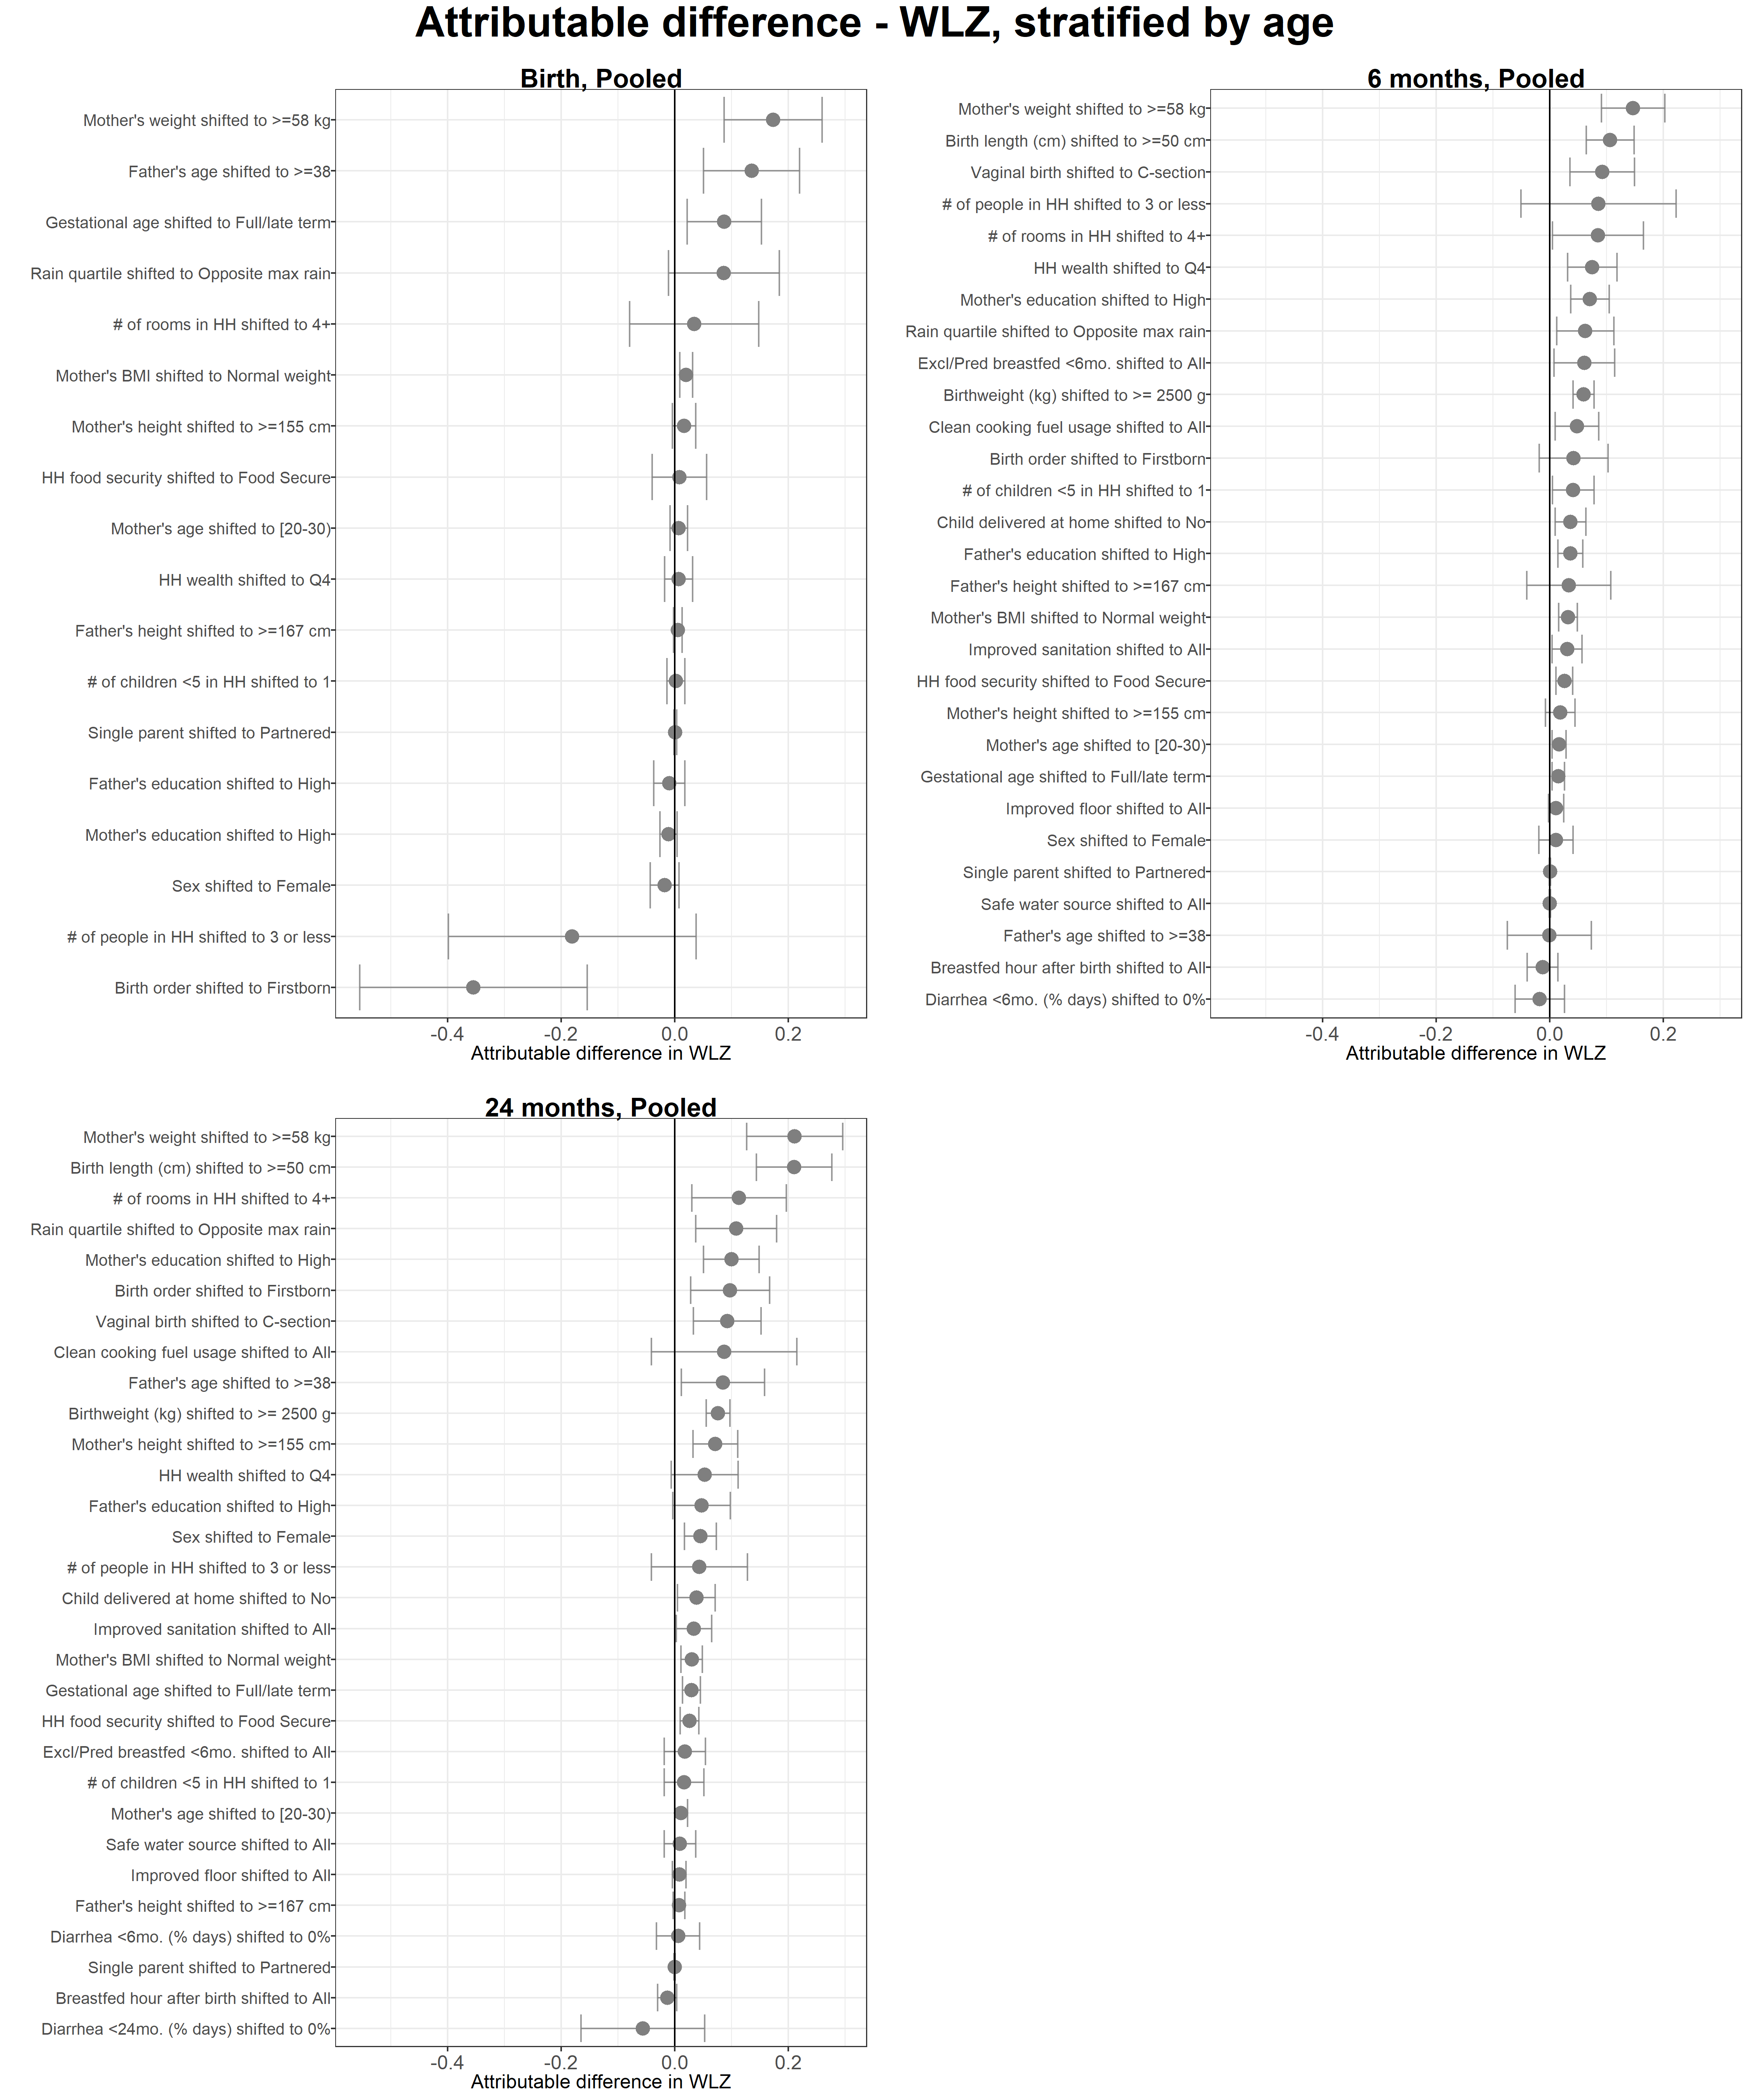 Attributable difference - WLZ, stratified by age
Birth, Pooled
Mother's weight shifted to >=58 kg
Father's age shifted to >=38
Gestational age shifted to Full/late term
Rain quartile shifted to Opposite max rain
# of rooms in HH shifted to 4+
Mother's BMI shifted to Normal weight
Mother's height shifted to >=155 cm
HH food security shifted to Food Secure
Mother's age shifted to [20-30)
HH wealth shifted to Q4
Father's height shifted to >=167 cm
# of children <5 in HH shifted to 1
Single parent shifted to Partnered
Father's education shifted to High
Mother's education shifted to High
Sex shifted to Female
# of people in HH shifted to 3 or less
Birth order shifted to Firstborn
-0.4 -0.2 0.0 0.2
Attributable difference in WLZ
6 months, Pooled
Mother's weight shifted to >=58 kg
Birth length (cm) shifted to >=50 cm
Vaginal birth shifted to C-section
# of people in HH shifted to 3 or less
# of rooms in HH shifted to 4+
HH wealth shifted to Q4
Mother's education shifted to High
Rain quartile shifted to Opposite max rain
Excl/Pred breastfed <6mo. shifted to All
Birthweight (kg) shifted to >= 2500 g
Clean cooking fuel usage shifted to All
Birth order shifted to Firstborn
# of children <5 in HH shifted to 1
Child delivered at home shifted to No
Father's education shifted to High
Father's height shifted to >=167 cm
Mother's BMI shifted to Normal weight
Improved sanitation shifted to All
HH food security shifted to Food Secure
Mother's height shifted to >=155 cm
Mother's age shifted to [20-30)
Gestational age shifted to Full/late term
Improved floor shifted to All
Sex shifted to Female
Single parent shifted to Partnered
Safe water source shifted to All
Father's age shifted to >=38
Breastfed hour after birth shifted to All
Diarrhea <6mo. (% days) shifted to 0%
-0.4 -0.2 0.0 0.2
Attributable difference in WLZ
24 months, Pooled
Mother's weight shifted to >=58 kg
Birth length (cm) shifted to >=50 cm
# of rooms in HH shifted to 4+
Rain quartile shifted to Opposite max rain
Mother's education shifted to High
Birth order shifted to Firstborn
Vaginal birth shifted to C-section
Clean cooking fuel usage shifted to All
Father's age shifted to >=38
Birthweight (kg) shifted to >= 2500 g
Mother's height shifted to >=155 cm
HH wealth shifted to Q4
Father's education shifted to High
Sex shifted to Female
# of people in HH shifted to 3 or less
Child delivered at home shifted to No
Improved sanitation shifted to All
Mother's BMI shifted to Normal weight
Gestational age shifted to Full/late term
HH food security shifted to Food Secure
Excl/Pred breastfed <6mo. shifted to All
# of children <5 in HH shifted to 1
Mother's age shifted to [20-30)
Safe water source shifted to All
Improved floor shifted to All
Father's height shifted to >=167 cm
Diarrhea <6mo. (% days) shifted to 0%
Single parent shifted to Partnered
Breastfed hour after birth shifted to All
Diarrhea <24mo. (% days) shifted to 0%
-0.4 -0.2 0.0 0.2
Attributable difference in WLZ